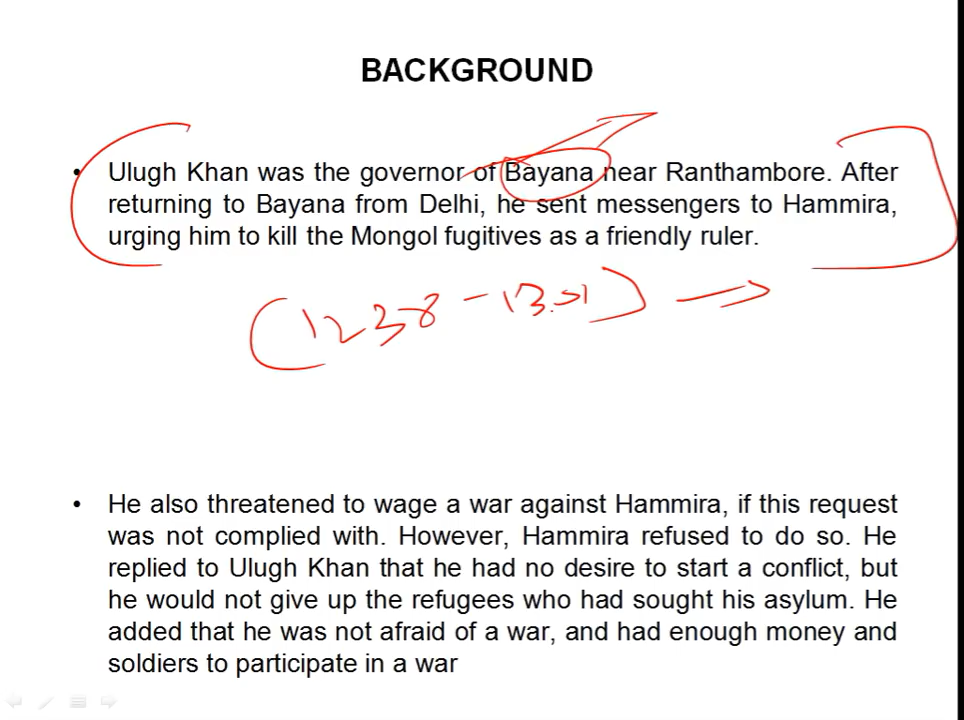 BACKGROUND
• Ulugh Khan was the governor of Bayana near Ranthambore. After
returning to Bayana from Delhi, he sent messengers to Hammira,
urging him to kill the Mongol fugitives as a friendly ruler.
(1238 - 1301) →
• He also threatened to wage a war against Hammira, if this request
was not complied with. However, Hammira refused to do so. He
replied to Ulugh Khan that he had no desire to start a conflict, but
he would not give up the refugees who had sought his asylum. He
added that he was not afraid of a war, and had enough money and
soldiers to participate in a war